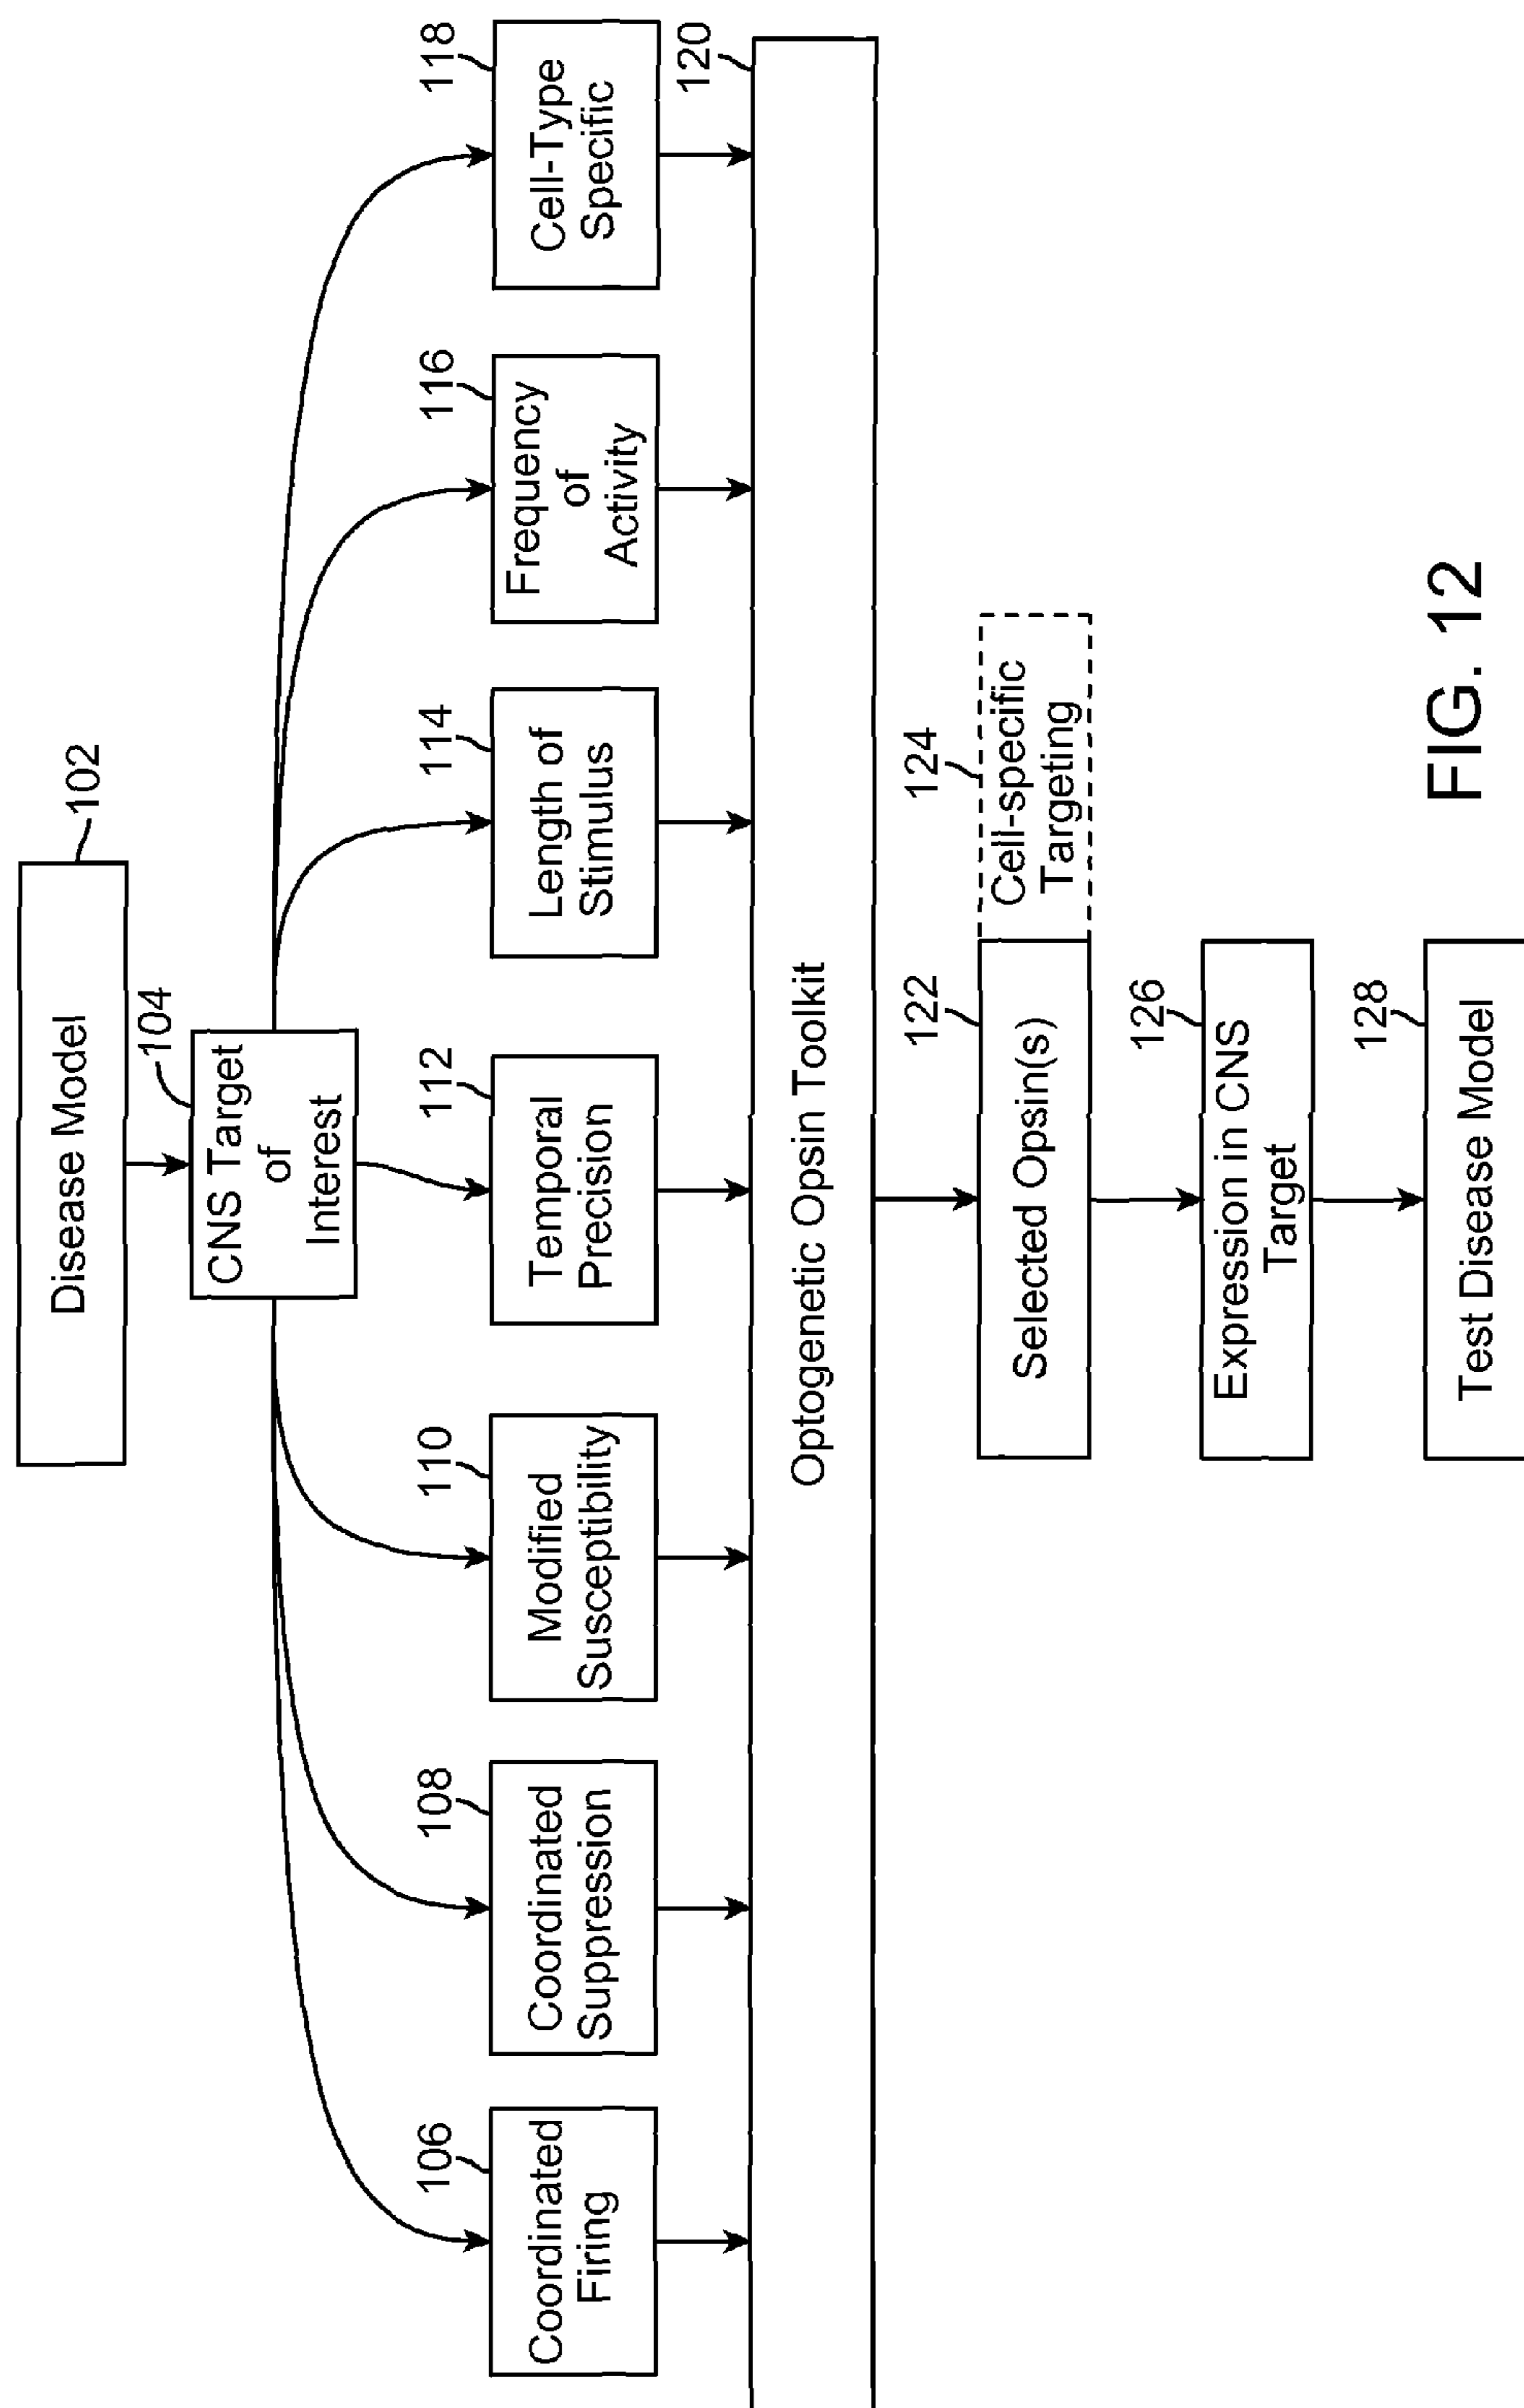 Disease Model
102
104
CNS Target
of
Interest
106
Coordinated
Firing
108
Coordinated
Suppression
110
Modified
Susceptibility
112
Temporal
Precision
114
Length of
Stimulus
116
Frequency
of
Activity
118
Cell-Type
Specific
120
Optogenetic Opsin Toolkit
122
Selected Opsin(s)
124
Cell-specific
Targeting
126
Expression in CNS
Target
128
Test Disease Model
FIG. 12